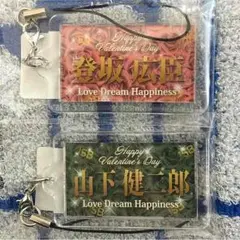 Happy
Valentine's Day
登坂 広臣
Love Dream Happiness
Happy
Valentine's Day
山下 健二郎
Love Dream Happiness